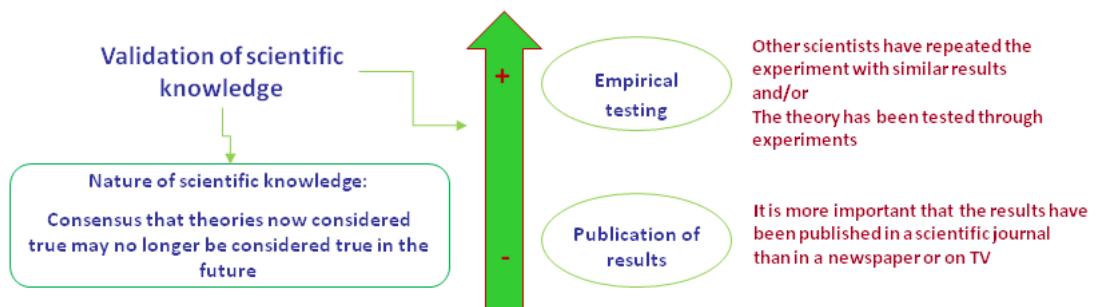 Validation of scientific
knowledge
Nature of scientific knowledge:
Consensus that theories now considered
true may no longer be considered true in the
future
+
-
Empirical
testing
Other scientists have repeated the
experiment with similar results
and/or
The theory has been tested through
experiments
Publication of
results
It is more important that the results have
been published in a scientific journal
than in a newspaper or on TV